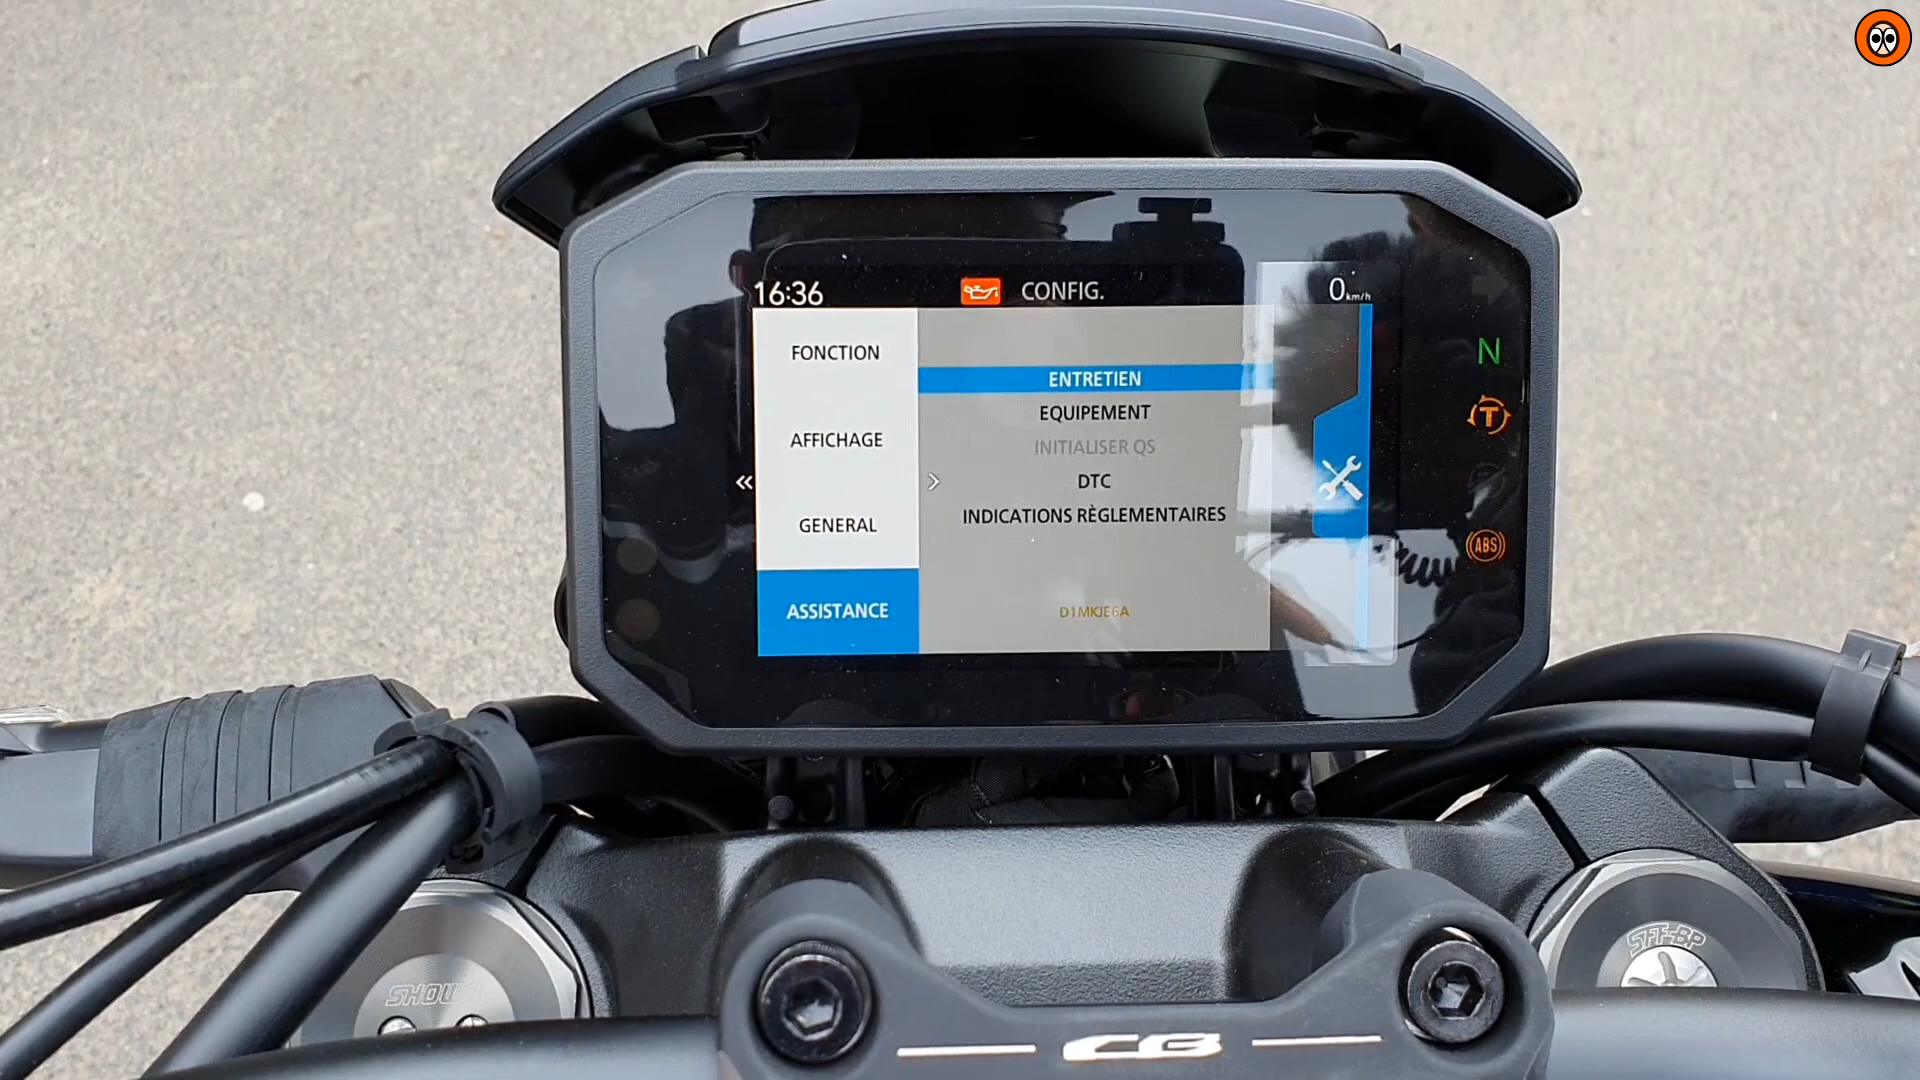 16:36
CONFIG.
0 km/h
FONCTION
AFFICHAGE
GENERAL
ASSISTANCE
ENTRETIEN
EQUIPEMENT
INITIALISER QS
DTC
INDICATIONS RÈGLEMENTAIRES
D1MKJE6A
N
T
ABS
SHOWA
SFF-BP
CB